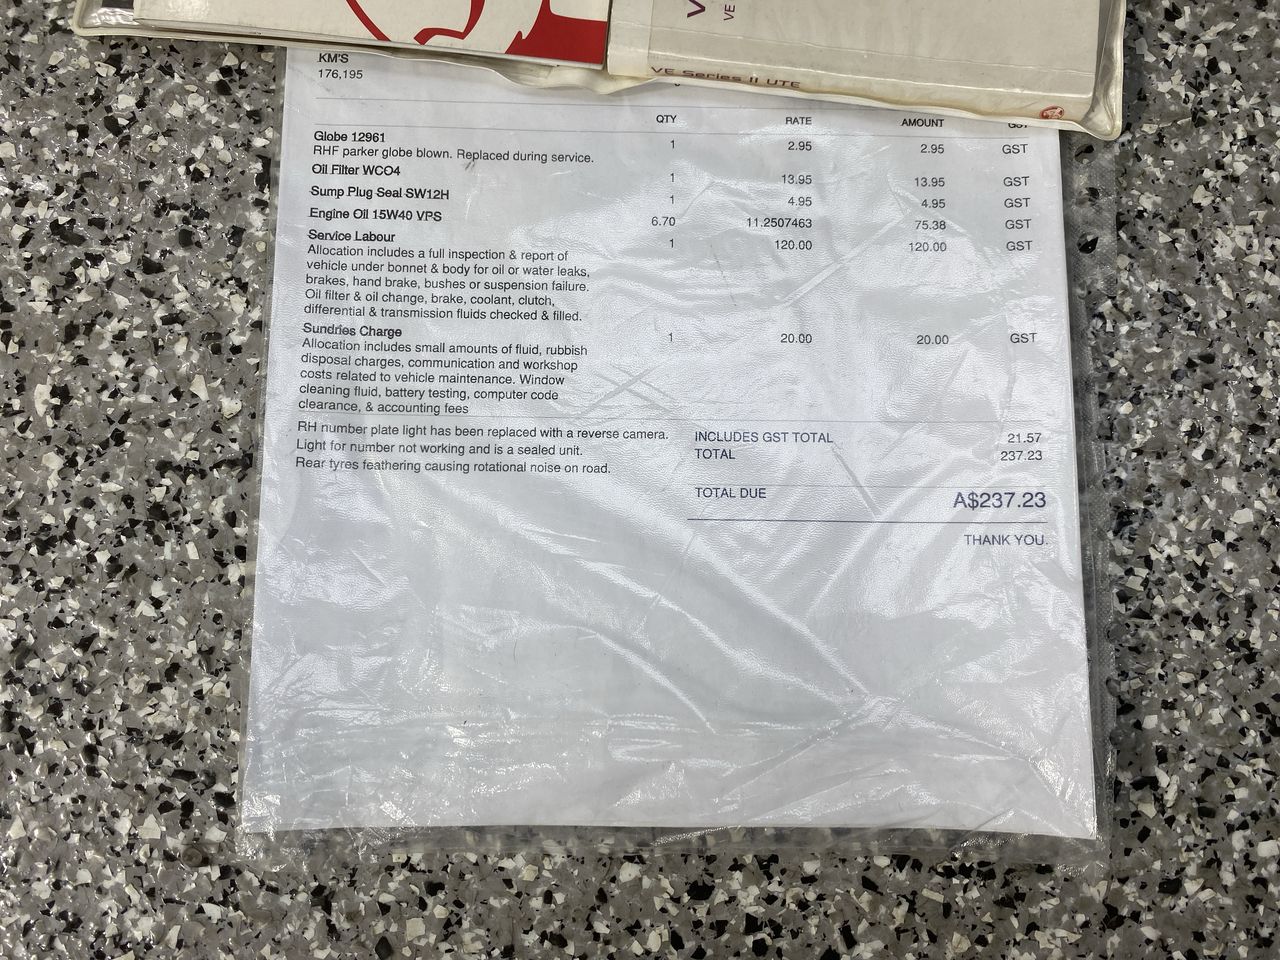 VE
VE Series II UTE
KM'S
176,195
QTY RATE AMOUNT GST
Globe 12961 1 2.95 2.95 GST
RHF parker globe blown. Replaced during service.
Oil Filter WCO4 1 13.95 13.95 GST
Sump Plug Seal SW12H 1 4.95 4.95 GST
Engine Oil 15W40 VPS 6.70 11.2507463 75.38 GST
Service Labour 1 120.00 120.00 GST
Allocation includes a full inspection & report of
vehicle under bonnet & body for oil or water leaks,
brakes, hand brake, bushes or suspension failure.
Oil filter & oil change, brake, coolant, clutch,
differential & transmission fluids checked & filled.
Sundries Charge 1 20.00 20.00 GST
Allocation includes small amounts of fluid, rubbish
disposal charges, communication and workshop
costs related to vehicle maintenance. Window
cleaning fluid, battery testing, computer code
clearance, & accounting fees
RH number plate light has been replaced with a reverse camera.
Light for number not working and is a sealed unit.
Rear tyres feathering causing rotational noise on road.
INCLUDES GST TOTAL 21.57
TOTAL 237.23
TOTAL DUE A$237.23
THANK YOU.